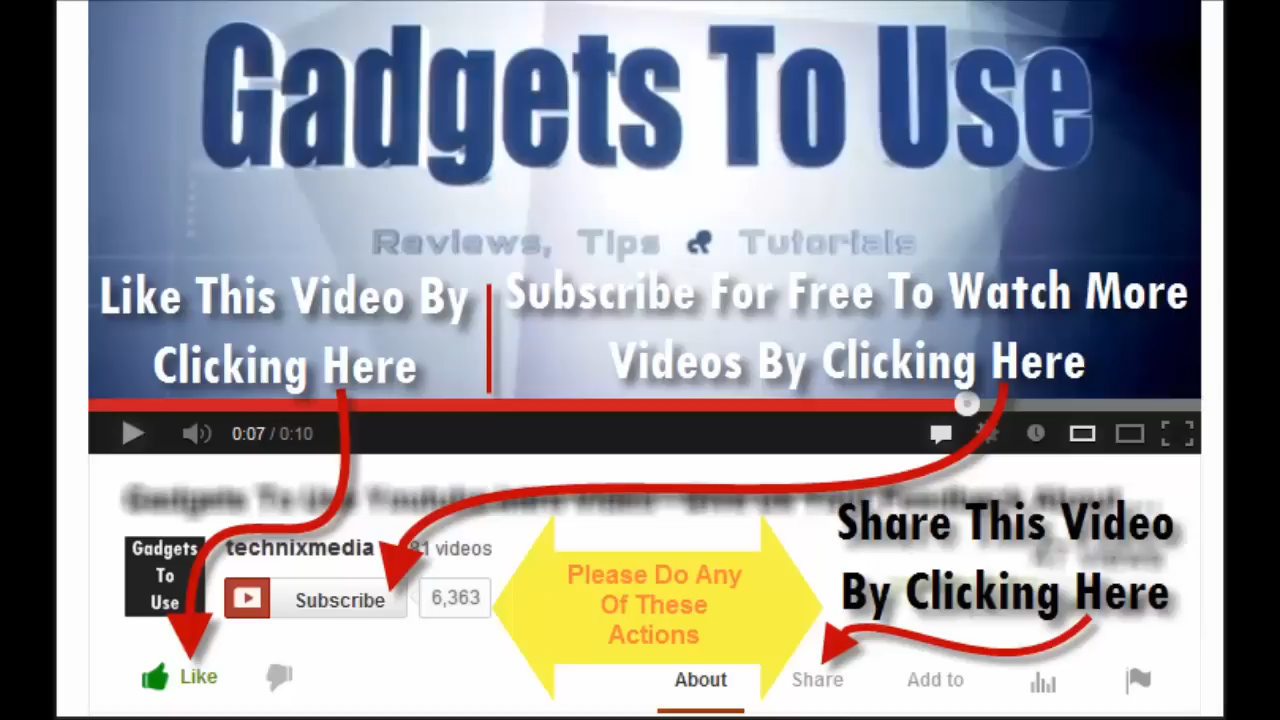 Gadgets To Use
Reviews, Tips & Tutorials
Like This Video By
Clicking Here
Subscribe For Free To Watch More
Videos By Clicking Here
0:07 / 0:10
Gadgets
To
Use
technixmedia
81 videos
Subscribe
6,363
Please Do Any
Of These
Actions
Share This Video
By Clicking Here
Like
About
Share
Add to